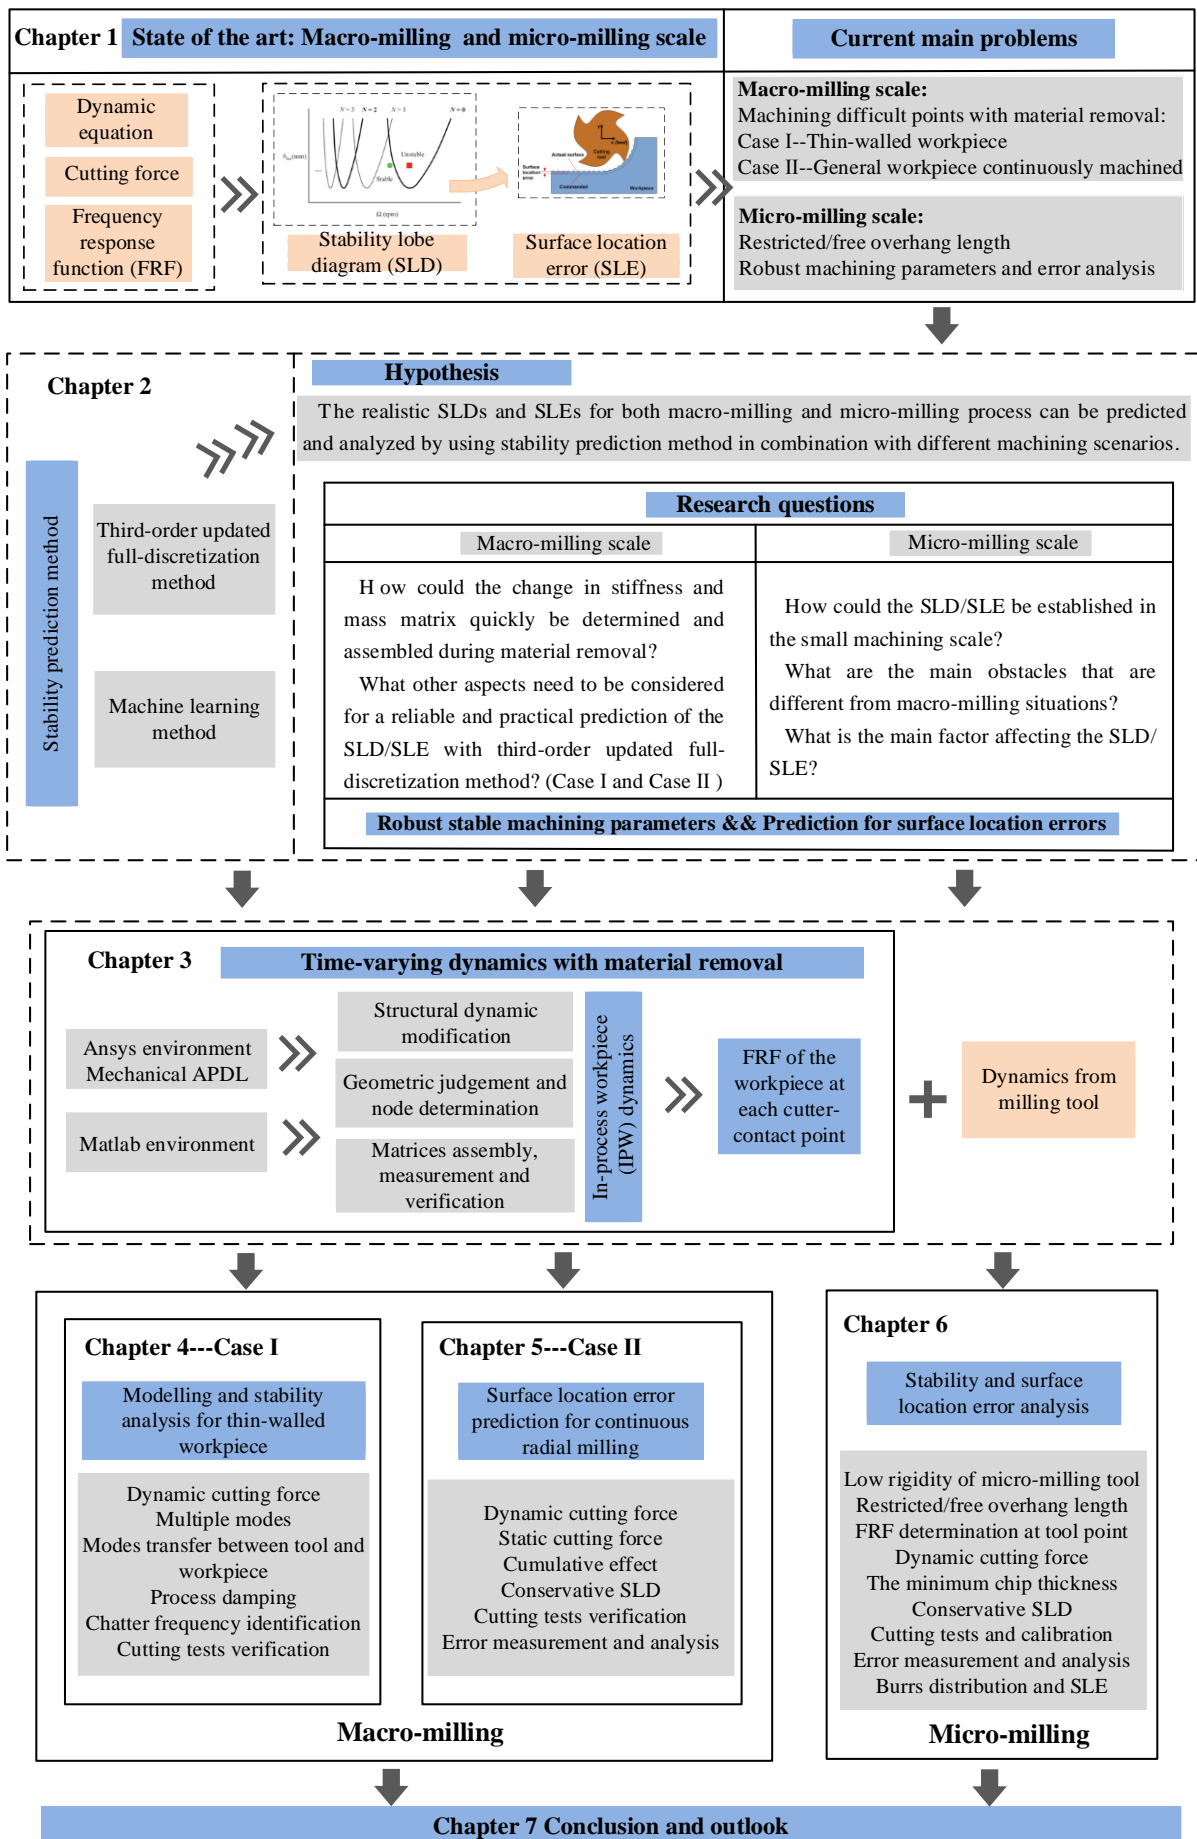 Chapter 1 State of the art: Macro-milling and micro-milling scale
Current main problems
Dynamic
equation
Cutting force
Frequency
response
function (FRF)
N=3 N=2 N=1 N=0
Unstable
Stable
Ω (rpm)
Stability lobe
diagram (SLD)
y
x (feed)
Cutting
tool
Actual surface
Surface
location
error
Commanded
Workpiece
Surface location
error (SLE)
Macro-milling scale:
Machining difficult points with material removal:
Case I--Thin-walled workpiece
Case II--General workpiece continuously machined
Micro-milling scale:
Restricted/free overhang length
Robust machining parameters and error analysis
Chapter 2
Stability prediction method
Third-order updated
full-discretization
method
Machine learning
method
Hypothesis
The realistic SLDs and SLEs for both macro-milling and micro-milling process can be predicted
and analyzed by using stability prediction method in combination with different machining scenarios.
Research questions
Macro-milling scale
H ow could the change in stiffness and
mass matrix quickly be determined and
assembled during material removal?
What other aspects need to be considered
for a reliable and practical prediction of the
SLD/SLE with third-order updated full-
discretization method? (Case I and Case II )
Micro-milling scale
How could the SLD/SLE be established in
the small machining scale?
What are the main obstacles that are
different from macro-milling situations?
What is the main factor affecting the SLD/
SLE?
Robust stable machining parameters && Prediction for surface location errors
Chapter 3
Time-varying dynamics with material removal
Ansys environment
Mechanical APDL
Matlab environment
Structural dynamic
modification
Geometric judgement and
node determination
Matrices assembly,
measurement and
verification
In-process workpiece
(IPW) dynamics
FRF of the
workpiece at
each cutter-
contact point
Dynamics from
milling tool
Chapter 4---Case I
Modelling and stability
analysis for thin-walled
workpiece
Dynamic cutting force
Multiple modes
Modes transfer between tool and
workpiece
Process damping
Chatter frequency identification
Cutting tests verification
Chapter 5---Case II
Surface location error
prediction for continuous
radial milling
Dynamic cutting force
Static cutting force
Cumulative effect
Conservative SLD
Cutting tests verification
Error measurement and analysis
Macro-milling
Chapter 6
Stability and surface
location error analysis
Low rigidity of micro-milling tool
Restricted/free overhang length
FRF determination at tool point
Dynamic cutting force
The minimum chip thickness
Conservative SLD
Cutting tests and calibration
Error measurement and analysis
Burrs distribution and SLE
Micro-milling
Chapter 7 Conclusion and outlook